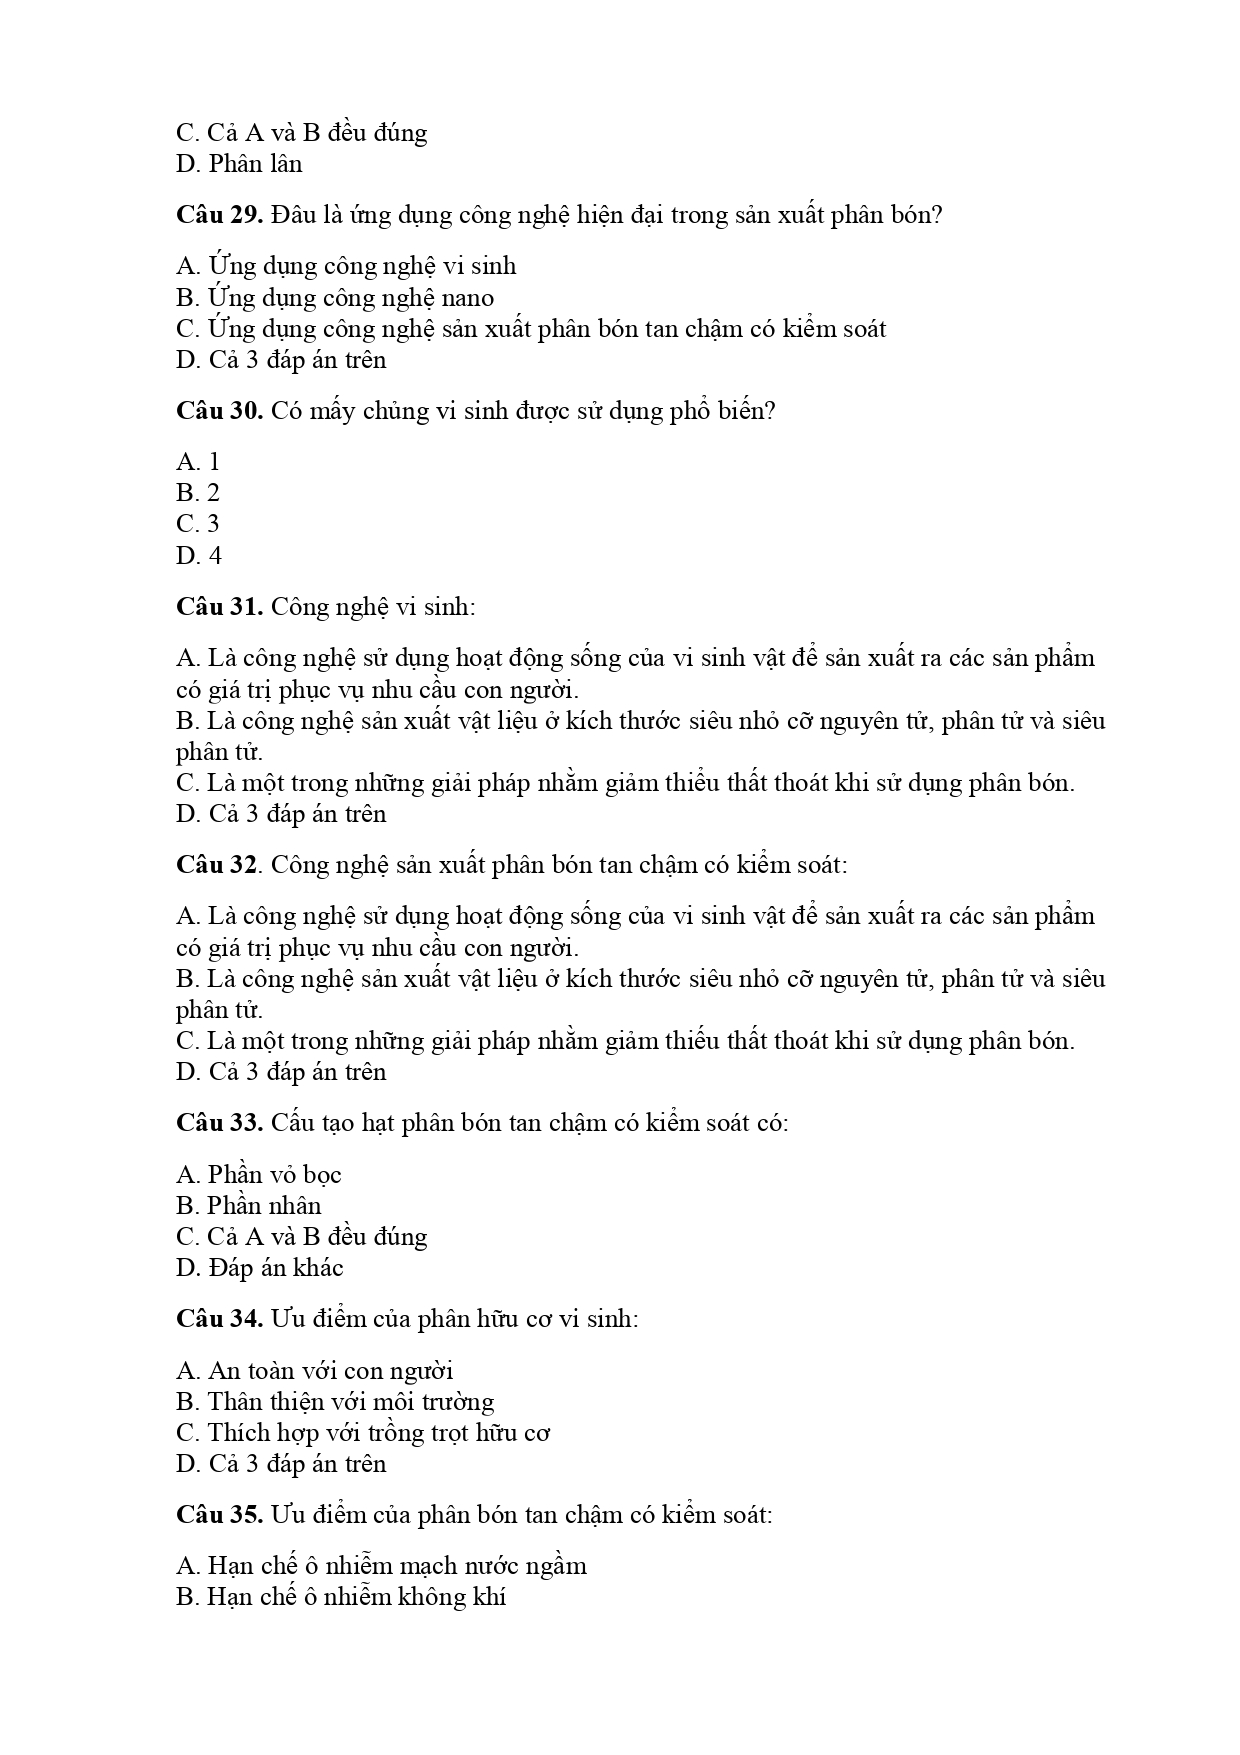 C. Cả A và B đều đúng
D. Phân lân
Câu 29. Đâu là ứng dụng công nghệ hiện đại trong sản xuất phân bón?
A. Ứng dụng công nghệ vi sinh
B. Ứng dụng công nghệ nano
C. Ứng dụng công nghệ sản xuất phân bón tan chậm có kiểm soát
D. Cả 3 đáp án trên
Câu 30. Có mấy chủng vi sinh được sử dụng phổ biến?
A. 1
B. 2
C. 3
D. 4
Câu 31. Công nghệ vi sinh:
A. Là công nghệ sử dụng hoạt động sống của vi sinh vật để sản xuất ra các sản phẩm
có giá trị phục vụ nhu cầu con người.
B. Là công nghệ sản xuất vật liệu ở kích thước siêu nhỏ cỡ nguyên tử, phân tử và siêu
phân tử.
C. Là một trong những giải pháp nhằm giảm thiểu thất thoát khi sử dụng phân bón.
D. Cả 3 đáp án trên
Câu 32. Công nghệ sản xuất phân bón tan chậm có kiểm soát:
A. Là công nghệ sử dụng hoạt động sống của vi sinh vật để sản xuất ra các sản phẩm
có giá trị phục vụ nhu cầu con người.
B. Là công nghệ sản xuất vật liệu ở kích thước siêu nhỏ cỡ nguyên tử, phân tử và siêu
phân tử.
C. Là một trong những giải pháp nhằm giảm thiếu thất thoát khi sử dụng phân bón.
D. Cả 3 đáp án trên
Câu 33. Cấu tạo hạt phân bón tan chậm có kiểm soát có:
A. Phần vỏ bọc
B. Phần nhân
C. Cả A và B đều đúng
D. Đáp án khác
Câu 34. Ưu điểm của phân hữu cơ vi sinh:
A. An toàn với con người
B. Thân thiện với môi trường
C. Thích hợp với trồng trọt hữu cơ
D. Cả 3 đáp án trên
Câu 35. Ưu điểm của phân bón tan chậm có kiểm soát:
A. Hạn chế ô nhiễm mạch nước ngầm
B. Hạn chế ô nhiễm không khí